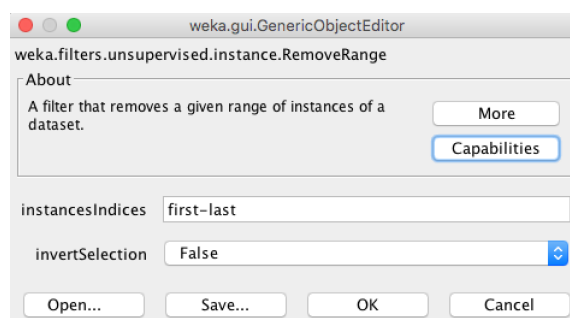 weka.gui.GenericObjectEditor
weka.filters.unsupervised.instance.RemoveRange
About
A filter that removes a given range of instances of a
dataset.
More
Capabilities
instancesIndices first-last
invertSelection False
Open... Save... OK Cancel